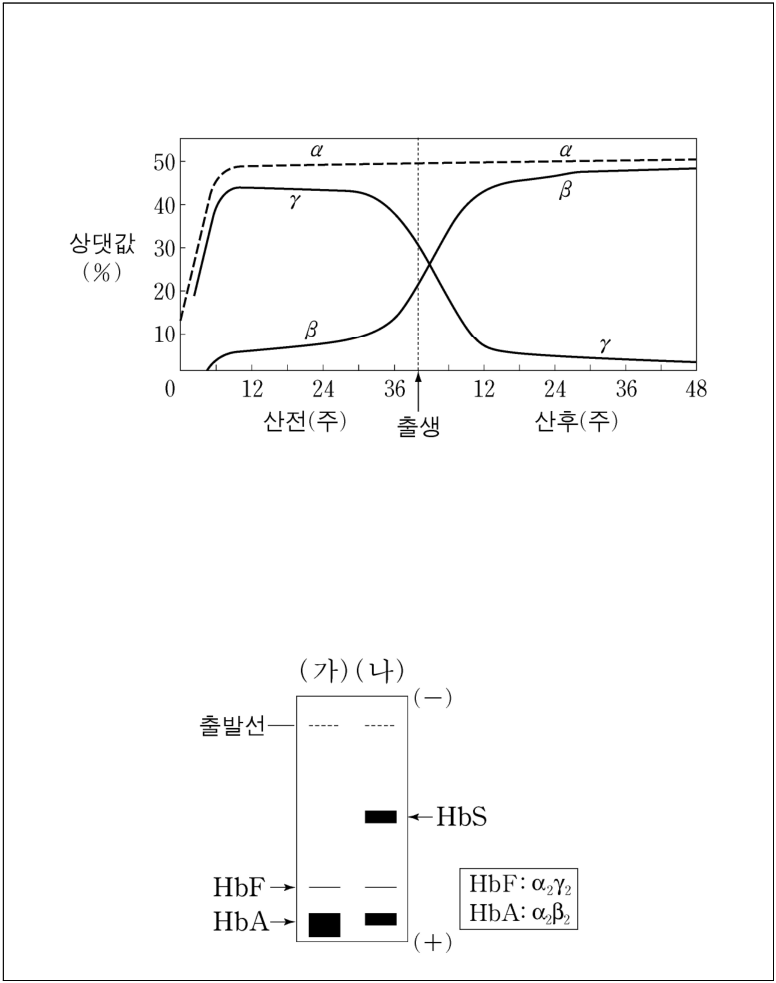 α α
50
β
40
γ
상댓값
(%)
30
20
β
10
γ
0 12 24 36 12 24 36 48
산전(주) 출생 산후(주)
(가) (나)
(−)
출발선
HbS
HbF
HbF: α₂γ₂
HbA
HbA: α₂β₂
(+)